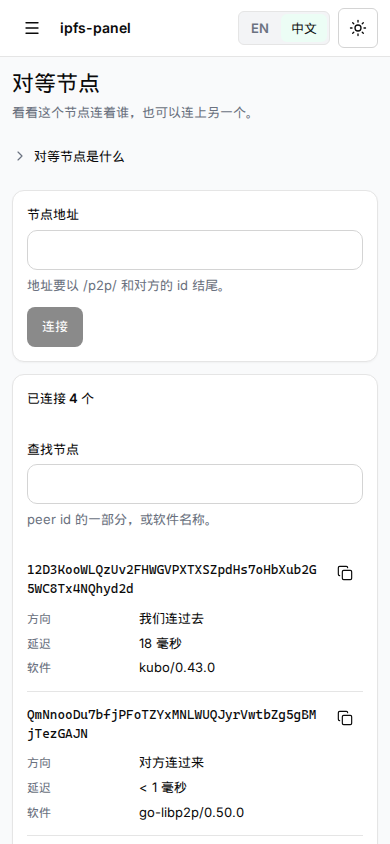 ipfs-panel
EN
中文
对等节点
看看这个节点连着谁，也可以连上另一个。
对等节点是什么
节点地址
地址要以 /p2p/ 和对方的 id 结尾。
连接
已连接 4 个
查找节点
peer id 的一部分，或软件名称。
12D3KooWLQzUv2FHWGVPXTXSZpdHs7oHbXub2G
5WC8Tx4NQhyd2d
方向 我们连过去
延迟 18 毫秒
软件 kubo/0.43.0
QmNnooDu7bfjPFoTZYxMNLWUQJyrVwtbZg5gBM
jTezGAJN
方向 对方连过来
延迟 < 1 毫秒
软件 go-libp2p/0.50.0